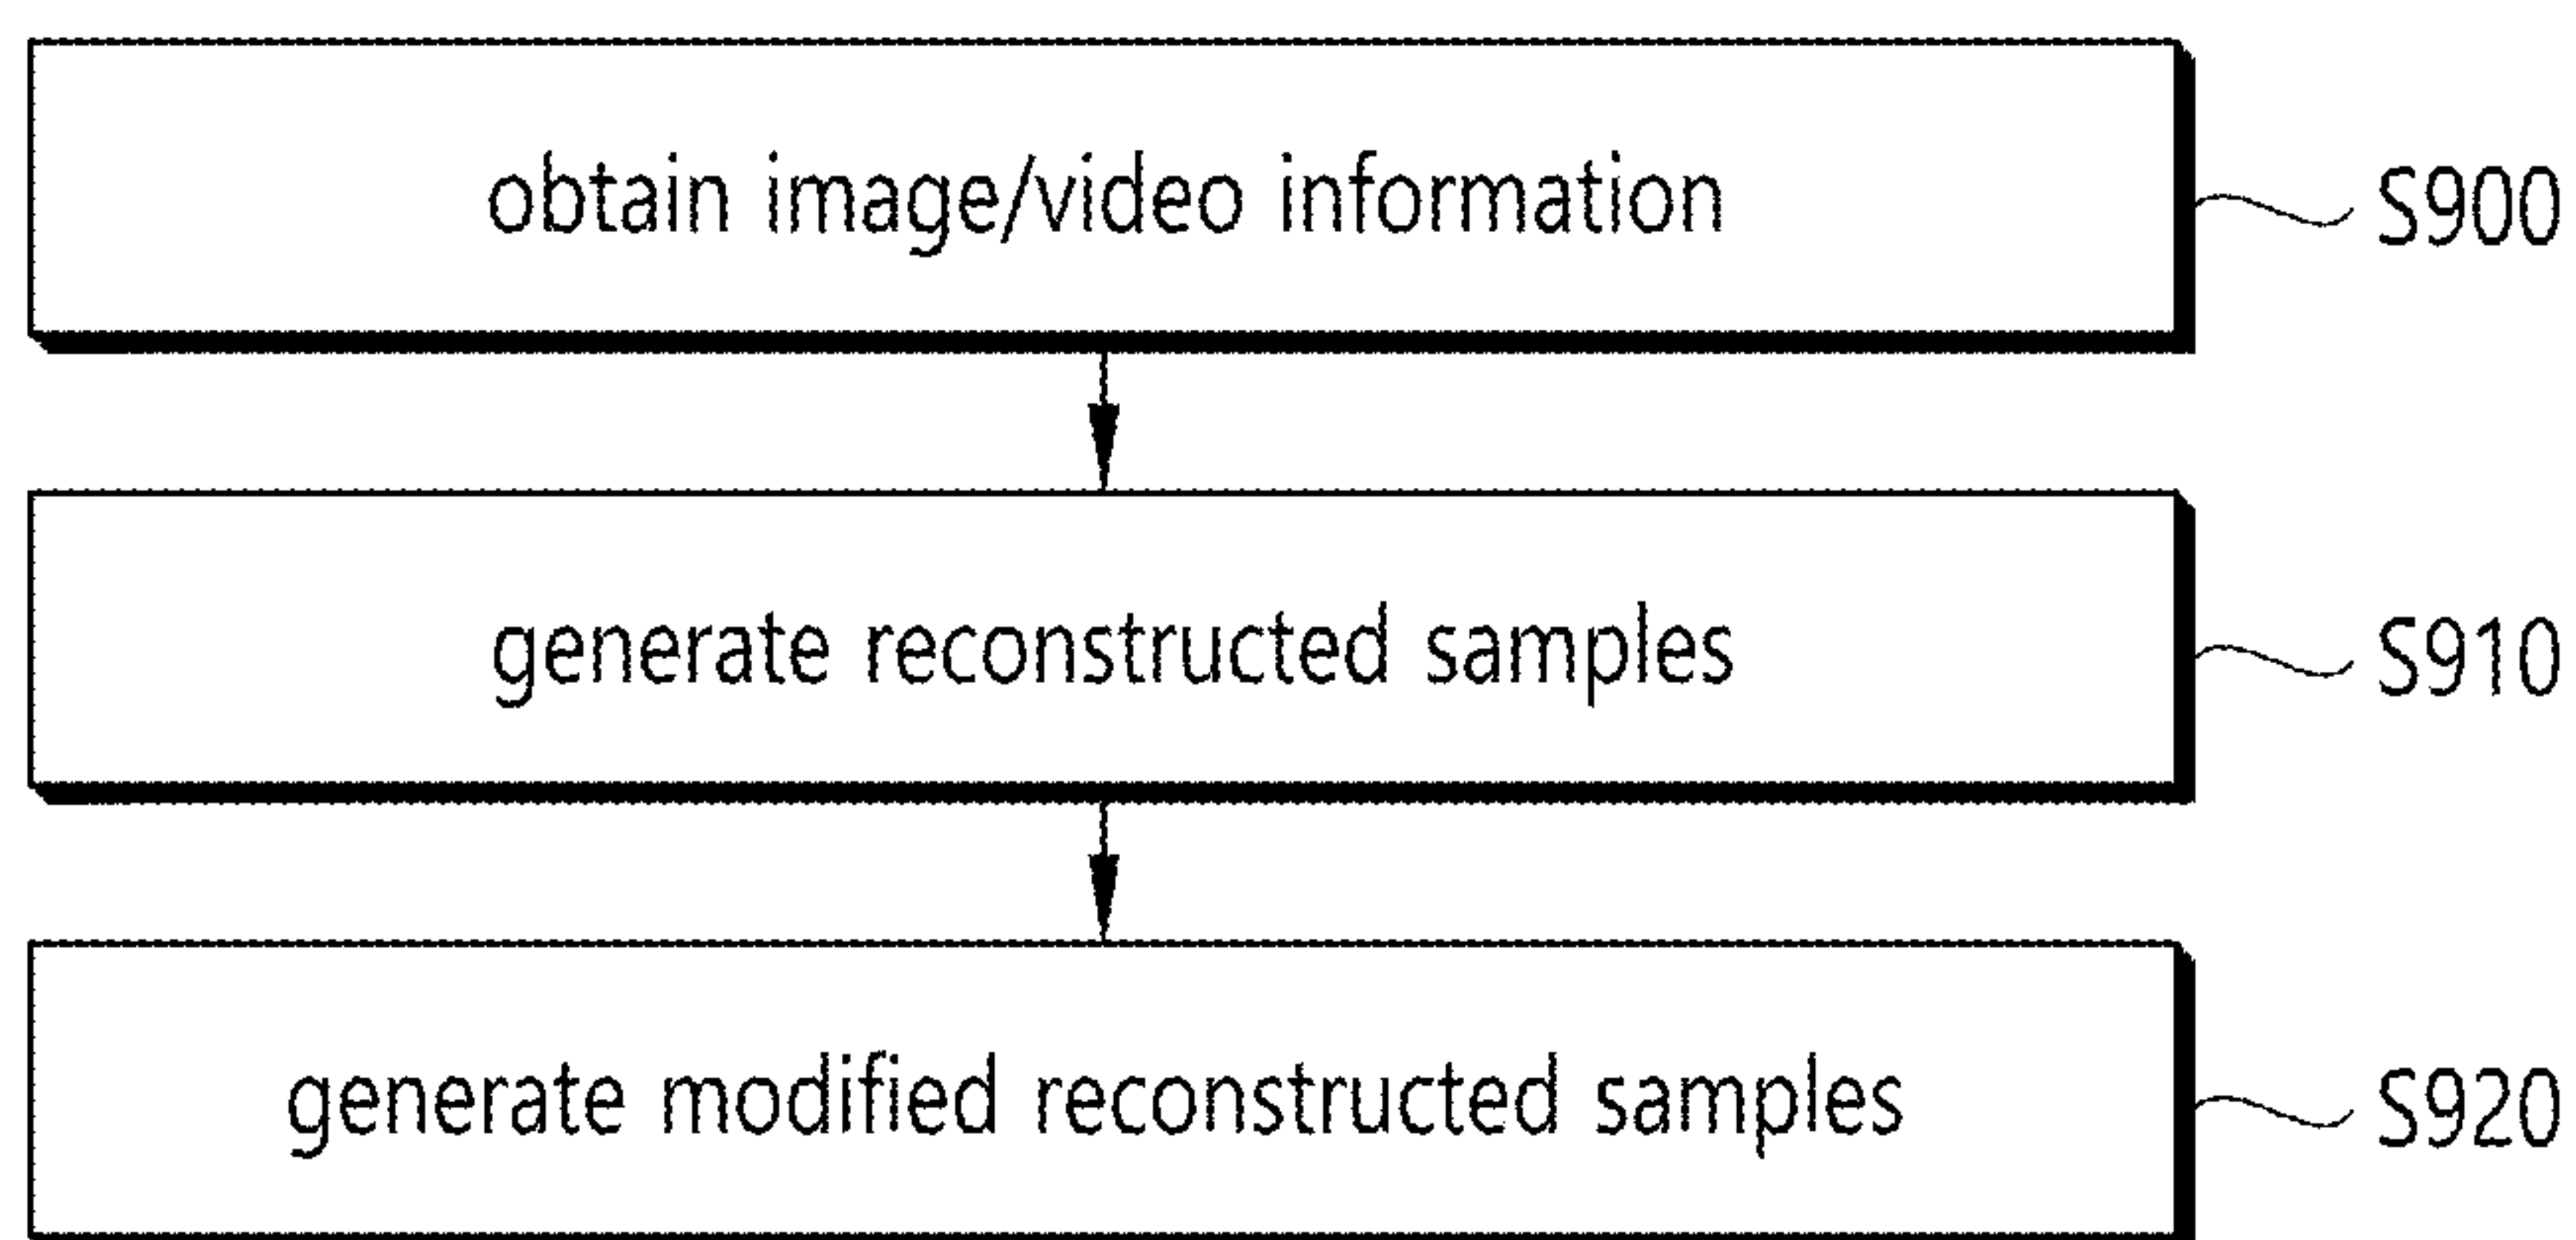 obtain image/video information
S900
generate reconstructed samples
S910
generate modified reconstructed samples
S920